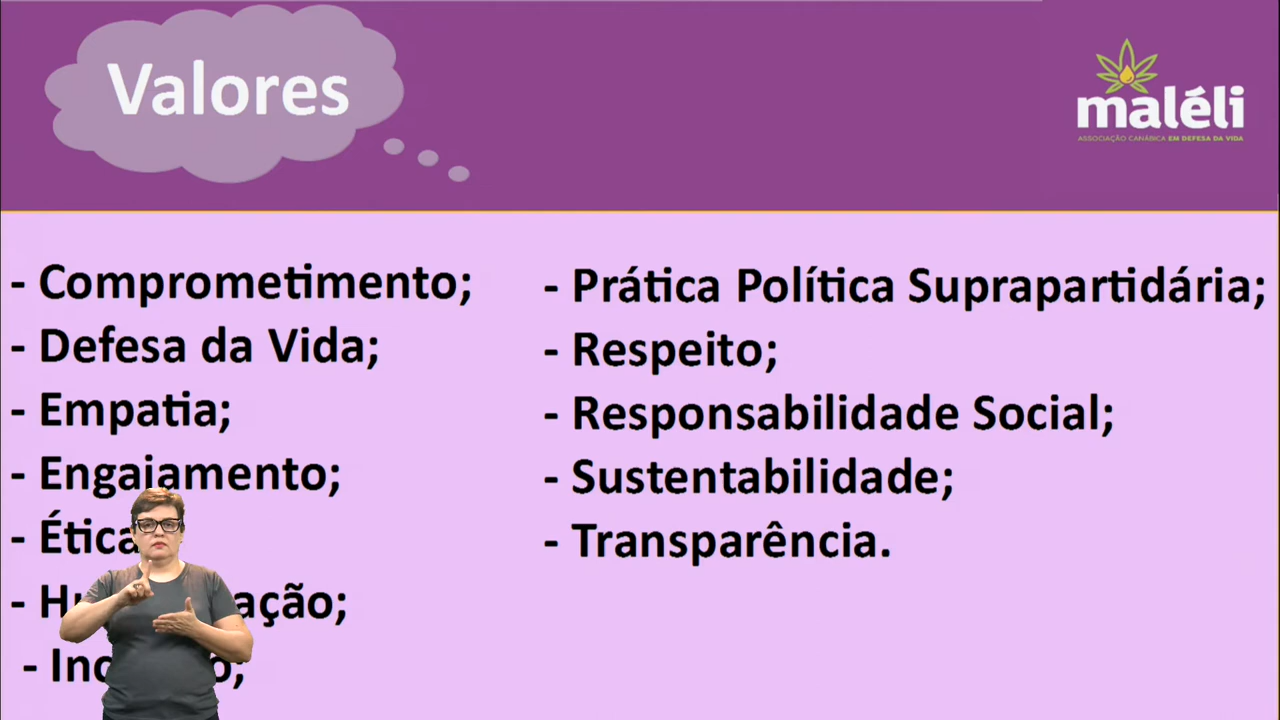 Valores
maléli
ASSOCIAÇÃO CANÁBICA EM DEFESA DA VIDA
- Comprometimento;
- Defesa da Vida;
- Empatia;
- Engajamento;
- Ética
- Inclusão;
- Prática Política Suprapartidária;
- Respeito;
- Responsabilidade Social;
- Sustentabilidade;
- Transparência.